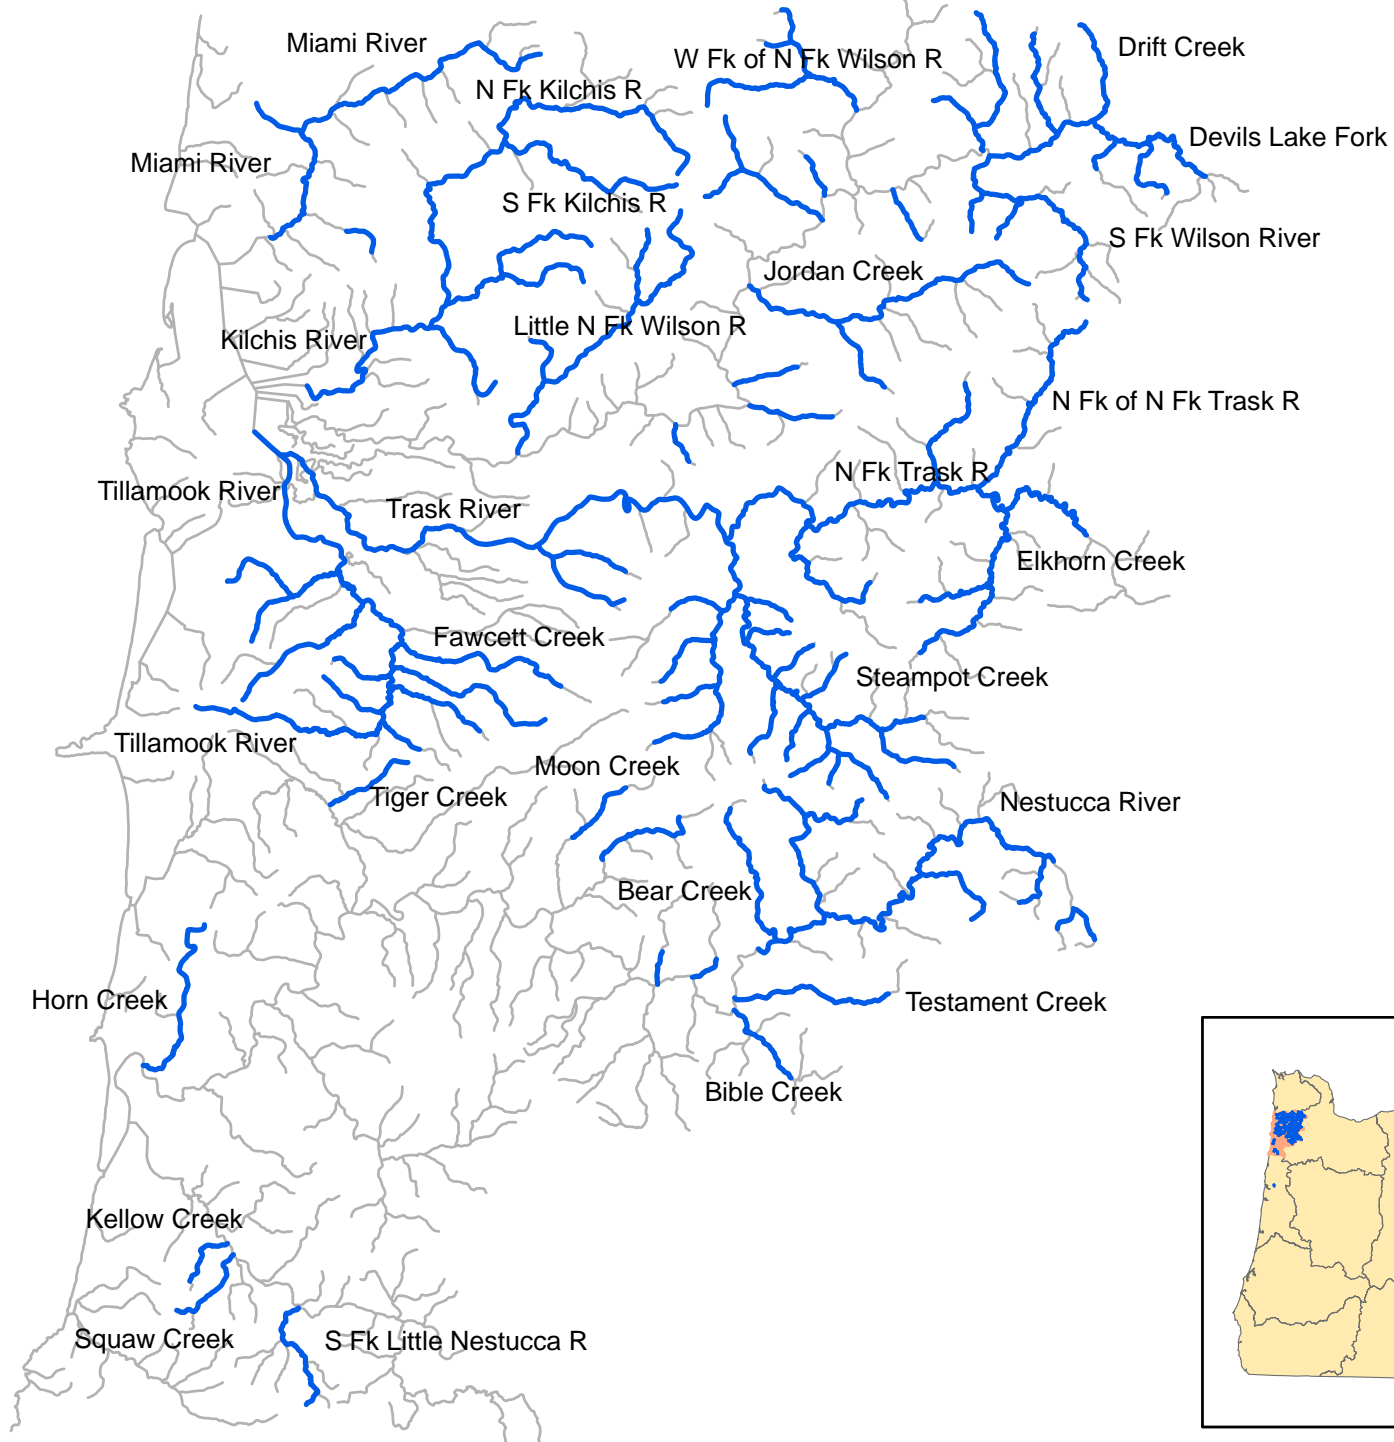 Miami River
W Fk of N Fk Wilson R
Drift Creek
N Fk Kilchis R
Devils Lake Fork
Miami River
S Fk Kilchis R
S Fk Wilson River
Jordan Creek
Little N Fk Wilson R
Kilchis River
N Fk of N Fk Trask R
N Fk Trask R
Tillamook River
Trask River
Elkhorn Creek
Fawcett Creek
Steampot Creek
Tillamook River
Moon Creek
Tiger Creek
Nestucca River
Bear Creek
Horn Creek
Testament Creek
Bible Creek
Kellow Creek
Squaw Creek
S Fk Little Nestucca R